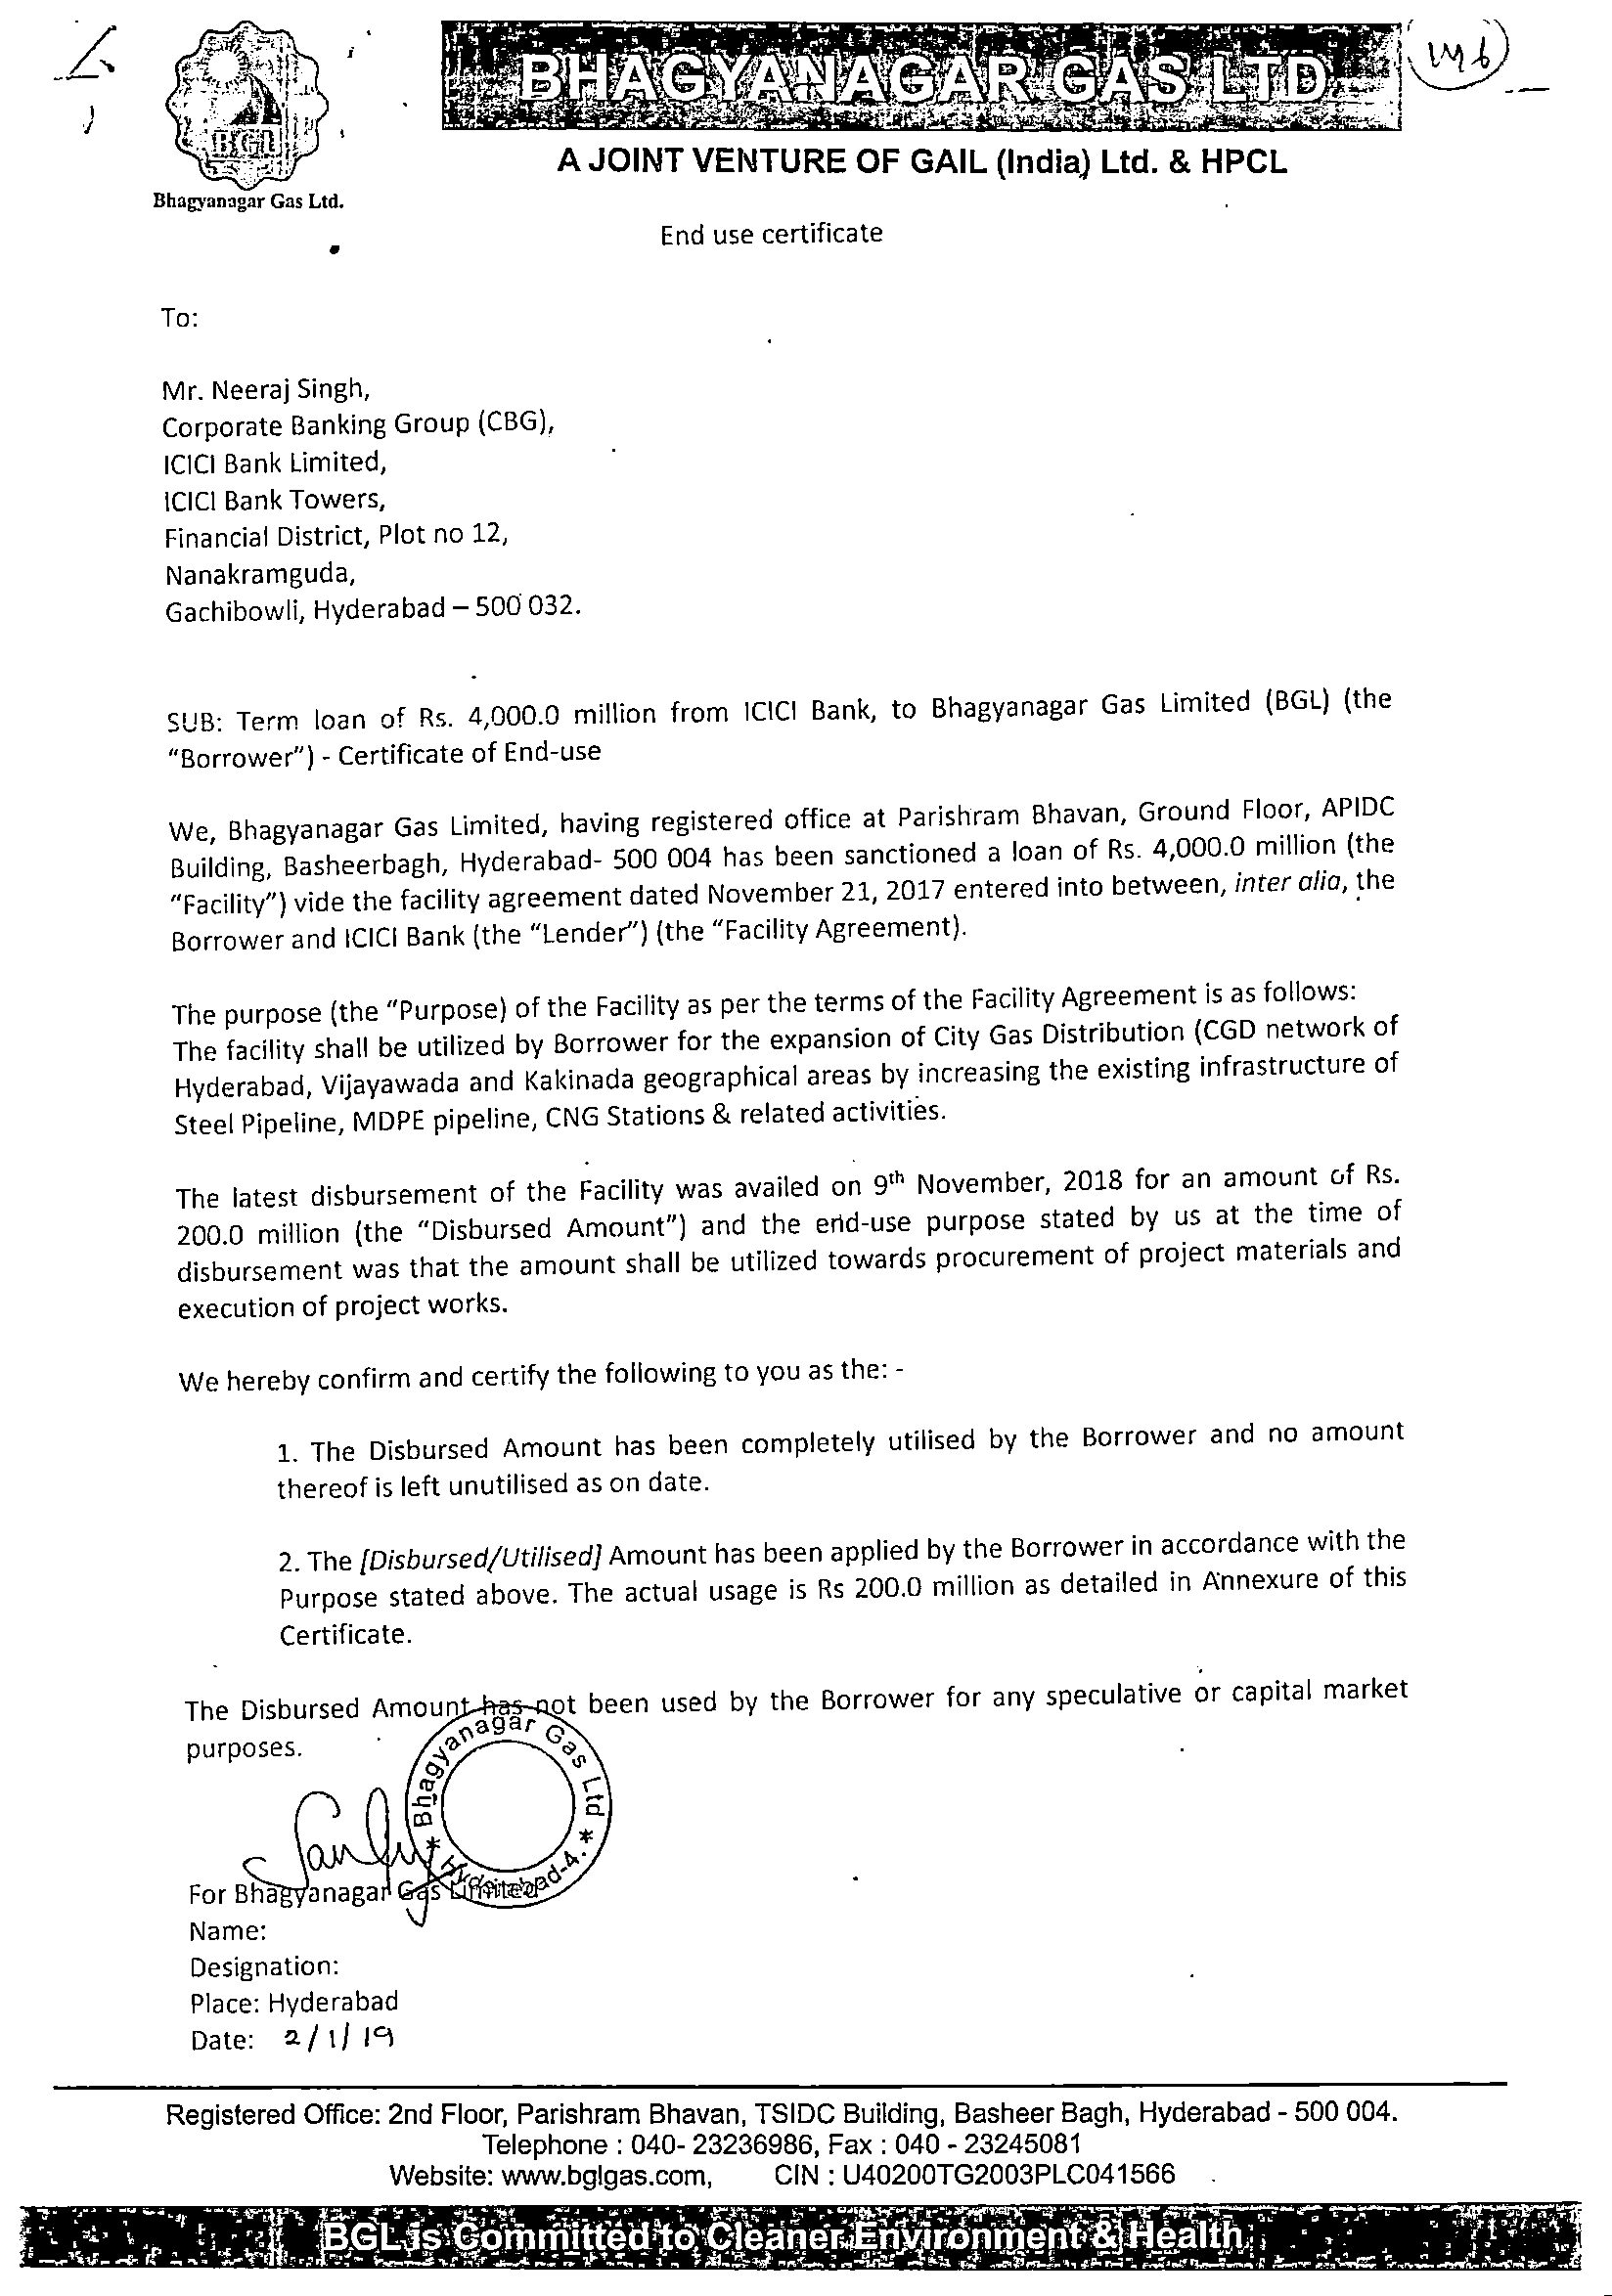 BGL
Bhagyanagar Gas Ltd.
BHAGYANAGAR GAS LTD
A JOINT VENTURE OF GAIL (India) Ltd. & HPCL
End use certificate
To:
Mr. Neeraj Singh,
Corporate Banking Group (CBG),
ICICI Bank Limited,
ICICI Bank Towers,
Financial District, Plot no 12,
Nanakramguda,
Gachibowli, Hyderabad – 500 032.
SUB: Term loan of Rs. 4,000.0 million from ICICI Bank, to Bhagyanagar Gas Limited (BGL) (the
“Borrower”) - Certificate of End-use
We, Bhagyanagar Gas Limited, having registered office at Parishram Bhavan, Ground Floor, APIDC
Building, Basheerbagh, Hyderabad- 500 004 has been sanctioned a loan of Rs. 4,000.0 million (the
“Facility”) vide the facility agreement dated November 21, 2017 entered into between, inter alia, the
Borrower and ICICI Bank (the “Lender”) (the “Facility Agreement).
The purpose (the “Purpose) of the Facility as per the terms of the Facility Agreement is as follows:
The facility shall be utilized by Borrower for the expansion of City Gas Distribution (CGD network of
Hyderabad, Vijayawada and Kakinada geographical areas by increasing the existing infrastructure of
Steel Pipeline, MDPE pipeline, CNG Stations & related activities.
The latest disbursement of the Facility was availed on 9th November, 2018 for an amount of Rs.
200.0 million (the “Disbursed Amount”) and the end-use purpose stated by us at the time of
disbursement was that the amount shall be utilized towards procurement of project materials and
execution of project works.
We hereby confirm and certify the following to you as the: -
1. The Disbursed Amount has been completely utilised by the Borrower and no amount
thereof is left unutilised as on date.
2. The [Disbursed/Utilised] Amount has been applied by the Borrower in accordance with the
Purpose stated above. The actual usage is Rs 200.0 million as detailed in Annexure of this
Certificate.
The Disbursed Amount has not been used by the Borrower for any speculative or capital market
purposes.
* Bhagyanagar Gas Ltd * Hyderabad-4.
For Bhagyanagar Gas Limited
Name:
Designation:
Place: Hyderabad
Date: 2/1/19
Registered Office: 2nd Floor, Parishram Bhavan, TSIDC Building, Basheer Bagh, Hyderabad - 500 004.
Telephone : 040- 23236986, Fax : 040 - 23245081
Website: www.bglgas.com, CIN : U40200TG2003PLC041566
BGL is Committed to Cleaner Environment & Health